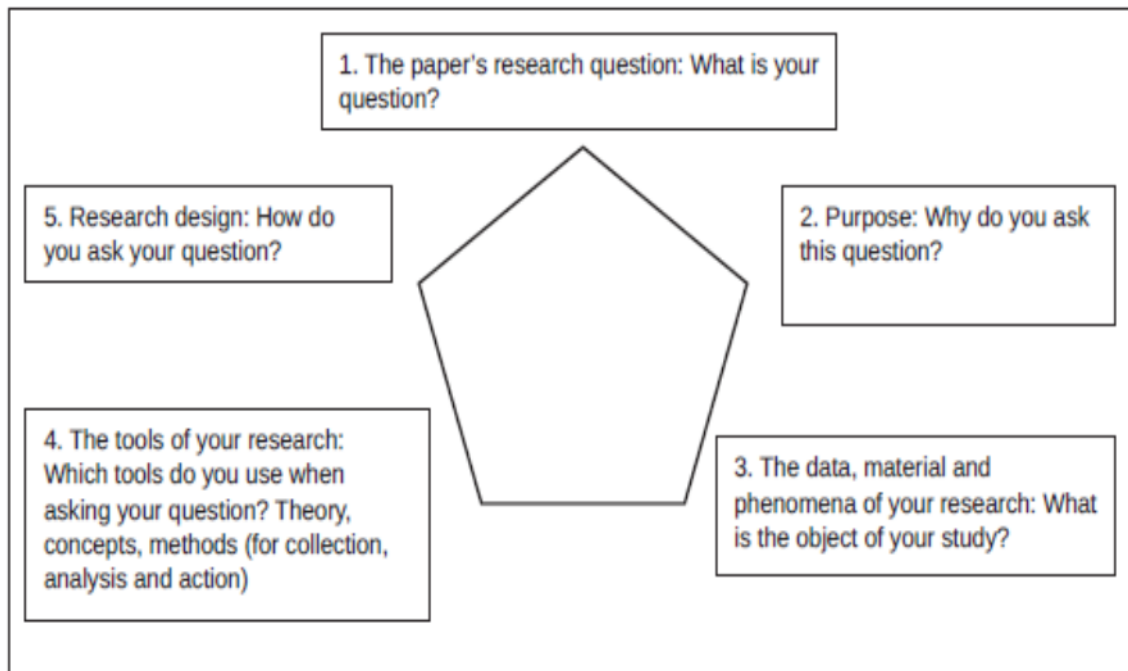 1. The paper's research question: What is your
question?
2. Purpose: Why do you ask
this question?
3. The data, material and
phenomena of your research: What
is the object of your study?
4. The tools of your research:
Which tools do you use when
asking your question? Theory,
concepts, methods (for collection,
analysis and action)
5. Research design: How do
you ask your question?